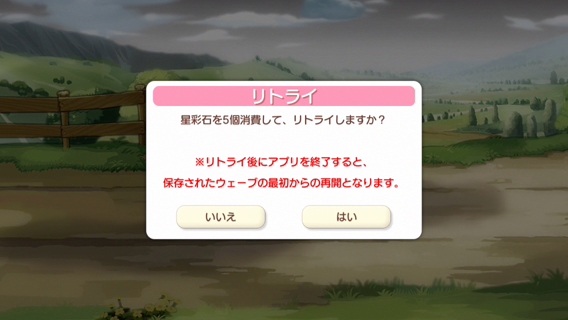 リトライ
星彩石を5個消費して、リトライしますか？
※リトライ後にアプリを終了すると、
保存されたウェーブの最初からの再開となります。
いいえ
はい